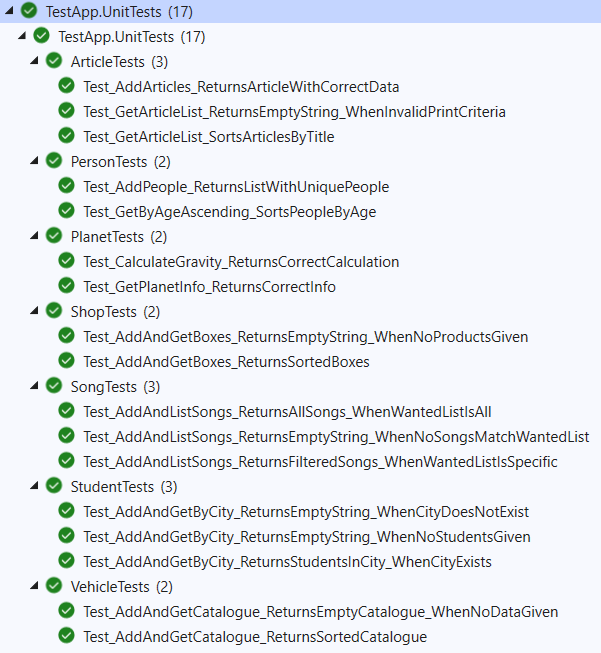 TestApp.UnitTests (17)
TestApp.UnitTests (17)
ArticleTests (3)
Test_AddArticles_ReturnsArticleWithCorrectData
Test_GetArticleList_ReturnsEmptyString_WhenInvalidPrintCriteria
Test_GetArticleList_SortsArticlesByTitle
PersonTests (2)
Test_AddPeople_ReturnsListWithUniquePeople
Test_GetByAgeAscending_SortsPeopleByAge
PlanetTests (2)
Test_CalculateGravity_ReturnsCorrectCalculation
Test_GetPlanetInfo_ReturnsCorrectInfo
ShopTests (2)
Test_AddAndGetBoxes_ReturnsEmptyString_WhenNoProductsGiven
Test_AddAndGetBoxes_ReturnsSortedBoxes
SongTests (3)
Test_AddAndListSongs_ReturnsAllSongs_WhenWantedListIsAll
Test_AddAndListSongs_ReturnsEmptyString_WhenNoSongsMatchWantedList
Test_AddAndListSongs_ReturnsFilteredSongs_WhenWantedListIsSpecific
StudentTests (3)
Test_AddAndGetByCity_ReturnsEmptyString_WhenCityDoesNotExist
Test_AddAndGetByCity_ReturnsEmptyString_WhenNoStudentsGiven
Test_AddAndGetByCity_ReturnsStudentsInCity_WhenCityExists
VehicleTests (2)
Test_AddAndGetCatalogue_ReturnsEmptyCatalogue_WhenNoDataGiven
Test_AddAndGetCatalogue_ReturnsSortedCatalogue